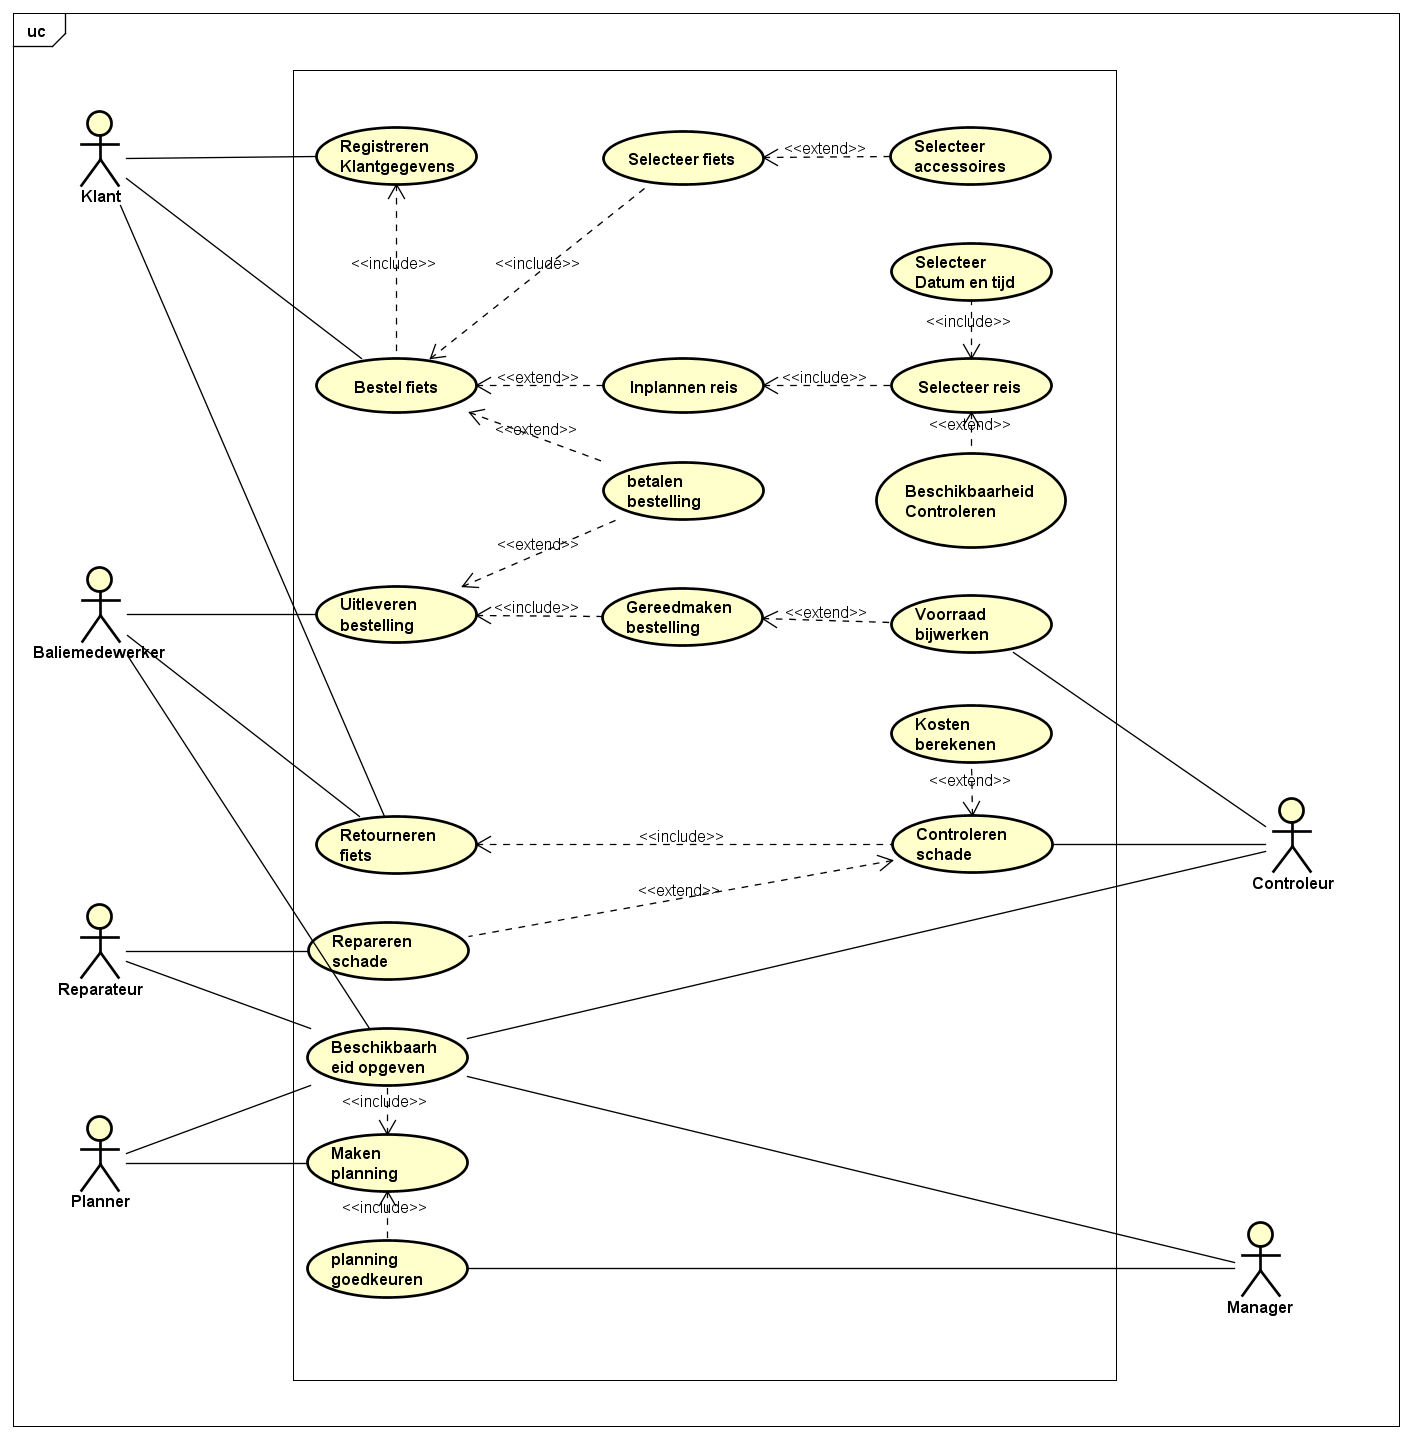 uc
Klant
Registreren
Klantgegevens
Selecteer fiets
<<extend>>
Selecteer
accessoires
<<include>>
<<include>>
Selecteer
Datum en tijd
<<include>>
Bestel fiets
<<extend>>
Inplannen reis
<<include>>
Selecteer reis
<<extend>>
<<extend>>
betalen
bestelling
Beschikbaarheid
Controleren
<<extend>>
Baliemedewerker
Uitleveren
bestelling
<<include>>
Gereedmaken
bestelling
<<extend>>
Voorraad
bijwerken
Kosten
berekenen
<<extend>>
Retourneren
fiets
<<include>>
Controleren
schade
Controleur
<<extend>>
Reparateur
Repareren
schade
Beschikbaarh
eid opgeven
<<include>>
Planner
Maken
planning
<<include>>
planning
goedkeuren
Manager